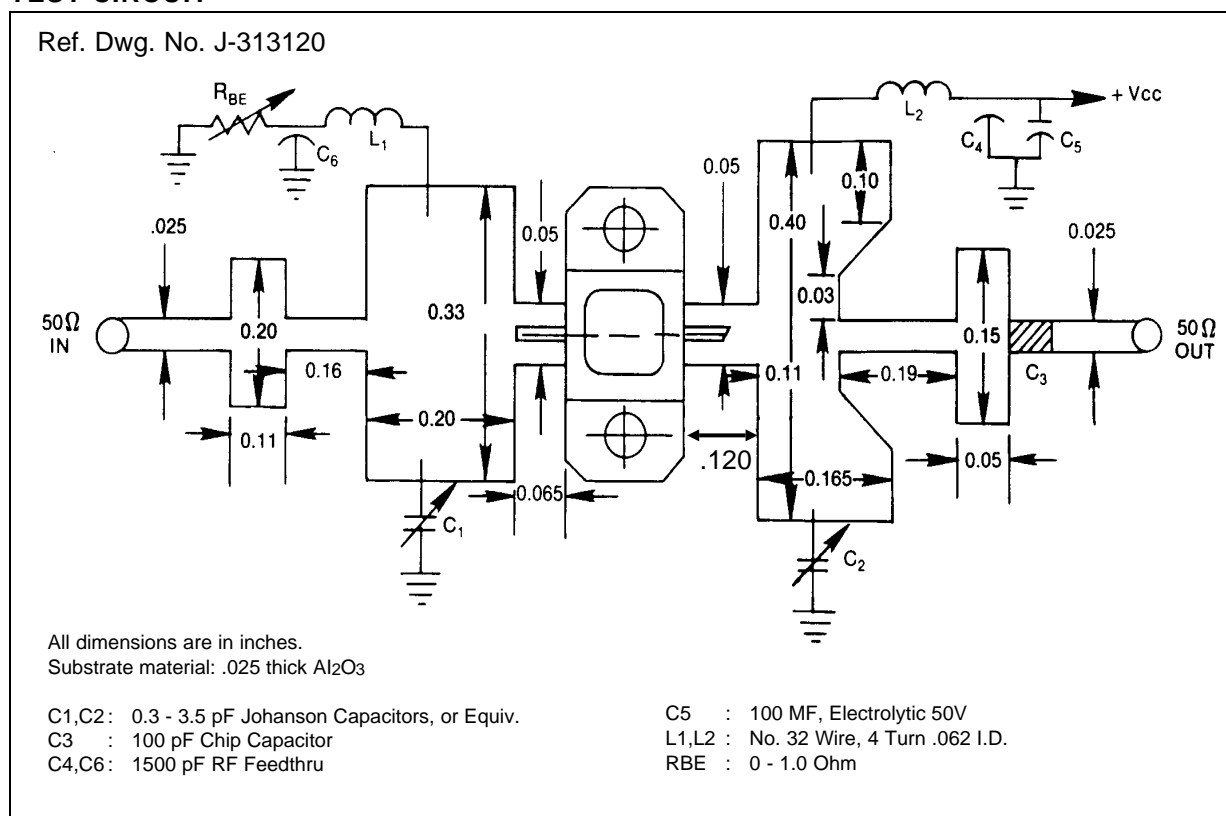 Ref. Dwg. No. J-313120
RBE
L1
C6
L2
+ Vcc
C4
C5
.025
0.05
0.05
0.10
0.40
0.025
50Ω
IN
0.20
0.33
0.03
0.15
50Ω
OUT
0.16
0.11
0.19
C3
0.20
0.11
.120
0.05
0.065
0.165
C1
C2
All dimensions are in inches.
Substrate material: .025 thick Al2O3
C1,C2 : 0.3 - 3.5 pF Johanson Capacitors, or Equiv.
C3 : 100 pF Chip Capacitor
C4,C6 : 1500 pF RF Feedthru
C5 : 100 MF, Electrolytic 50V
L1,L2 : No. 32 Wire, 4 Turn .062 I.D.
RBE : 0 - 1.0 Ohm